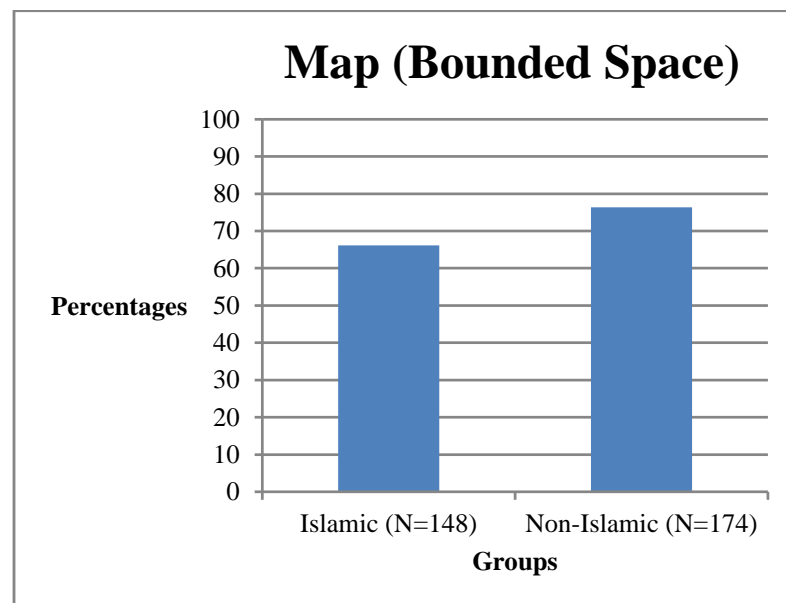 Map (Bounded Space)
100
90
80
70
60
50
40
30
20
10
0
Percentages
Islamic (N=148)
Non-Islamic (N=174)
Groups